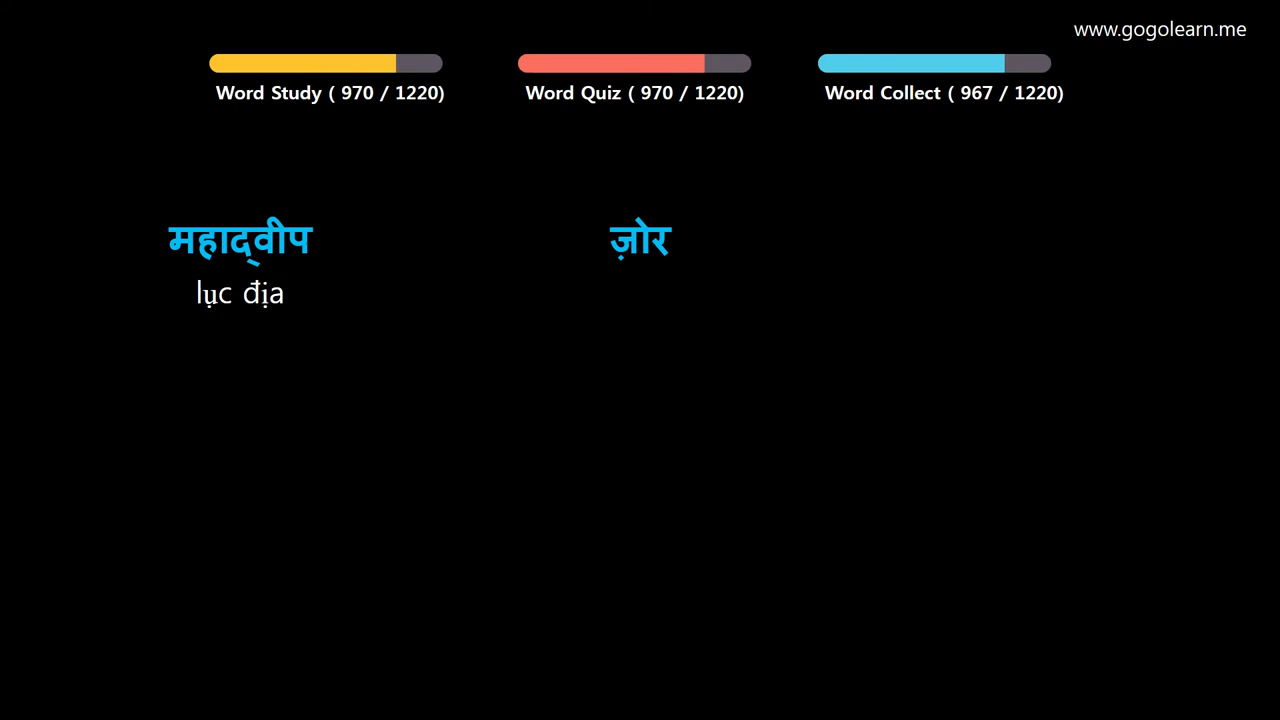 www.gogolearn.me
Word Study ( 970 / 1220)
Word Quiz ( 970 / 1220)
Word Collect ( 967 / 1220)
महाद्‌वीप
lục địa
ज़ोर